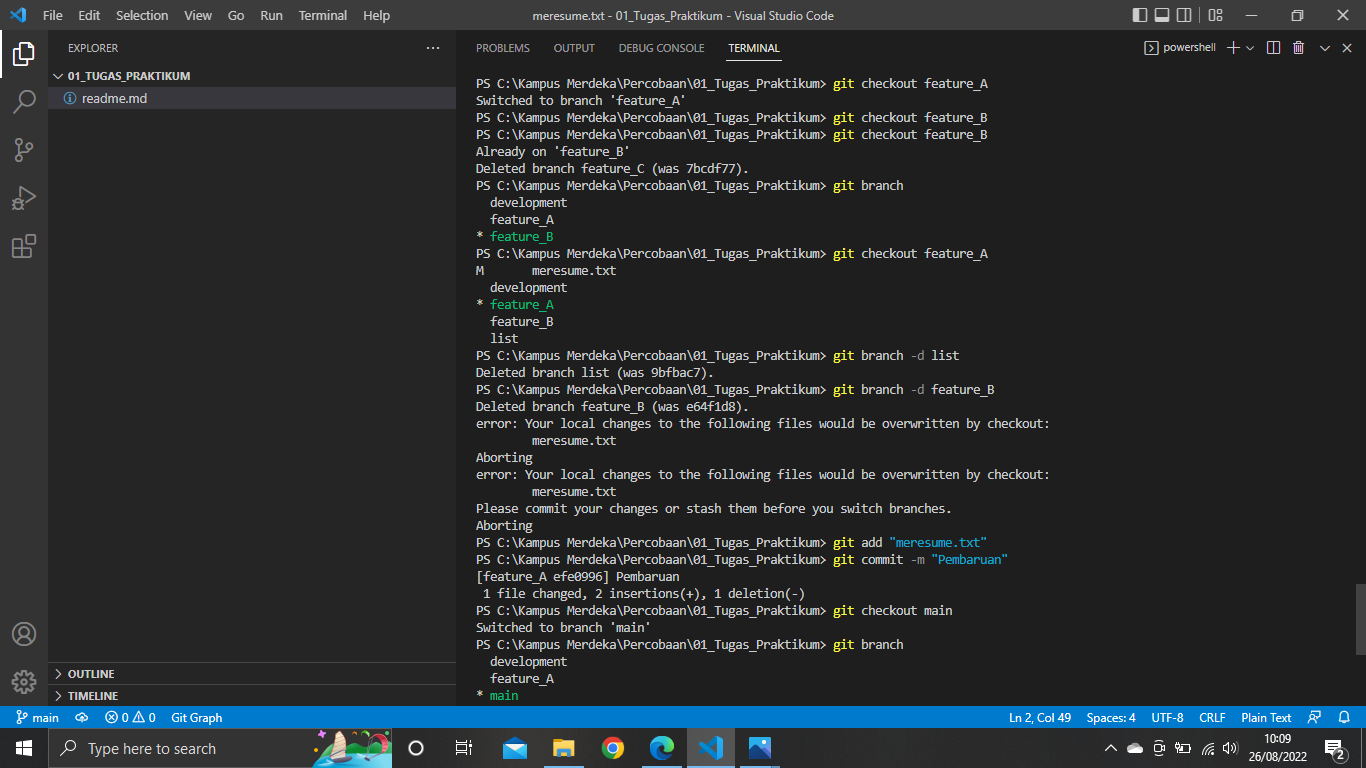 File Edit Selection View Go Run Terminal Help
meresume.txt - 01_Tugas_Praktikum - Visual Studio Code
EXPLORER
01_TUGAS_PRAKTIKUM
readme.md
OUTLINE
TIMELINE
PROBLEMS OUTPUT DEBUG CONSOLE TERMINAL
powershell
PS C:\Kampus Merdeka\Percobaan\01_Tugas_Praktikum> git checkout feature_A
Switched to branch 'feature_A'
PS C:\Kampus Merdeka\Percobaan\01_Tugas_Praktikum> git checkout feature_B
PS C:\Kampus Merdeka\Percobaan\01_Tugas_Praktikum> git checkout feature_B
Already on 'feature_B'
Deleted branch feature_C (was 7bcdf77).
PS C:\Kampus Merdeka\Percobaan\01_Tugas_Praktikum> git branch
development
feature_A
* feature_B
PS C:\Kampus Merdeka\Percobaan\01_Tugas_Praktikum> git checkout feature_A
M meresume.txt
development
* feature_A
feature_B
list
PS C:\Kampus Merdeka\Percobaan\01_Tugas_Praktikum> git branch -d list
Deleted branch list (was 9bfbac7).
PS C:\Kampus Merdeka\Percobaan\01_Tugas_Praktikum> git branch -d feature_B
Deleted branch feature_B (was e64f1d8).
error: Your local changes to the following files would be overwritten by checkout:
meresume.txt
Aborting
error: Your local changes to the following files would be overwritten by checkout:
meresume.txt
Please commit your changes or stash them before you switch branches.
Aborting
PS C:\Kampus Merdeka\Percobaan\01_Tugas_Praktikum> git add "meresume.txt"
PS C:\Kampus Merdeka\Percobaan\01_Tugas_Praktikum> git commit -m "Pembaruan"
[feature_A efe0996] Pembaruan
1 file changed, 2 insertions(+), 1 deletion(-)
PS C:\Kampus Merdeka\Percobaan\01_Tugas_Praktikum> git checkout main
Switched to branch 'main'
PS C:\Kampus Merdeka\Percobaan\01_Tugas_Praktikum> git branch
development
feature_A
* main
main 0 0 Git Graph
Ln 2, Col 49 Spaces: 4 UTF-8 CRLF Plain Text
Type here to search
10:09
26/08/2022
2